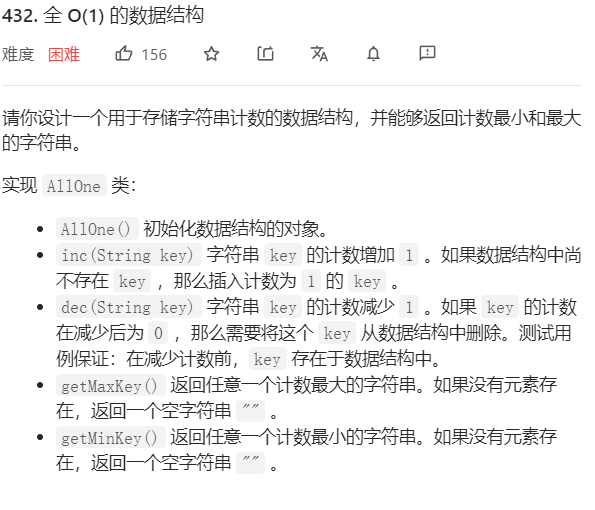 432. 全 O(1) 的数据结构
难度 困难 156
请你设计一个用于存储字符串计数的数据结构，并能够返回计数最小和最大
的字符串。
实现 AllOne 类：
• AllOne() 初始化数据结构的对象。
• inc(String key) 字符串 key 的计数增加 1 。如果数据结构中尚
不存在 key ，那么插入计数为 1 的 key 。
• dec(String key) 字符串 key 的计数减少 1 。如果 key 的计数
在减少后为 0 ，那么需要将这个 key 从数据结构中删除。测试用
例保证：在减少计数前，key 存在于数据结构中。
• getMaxKey() 返回任意一个计数最大的字符串。如果没有元素存
在，返回一个空字符串 "" 。
• getMinKey() 返回任意一个计数最小的字符串。如果没有元素存
在，返回一个空字符串 "" 。